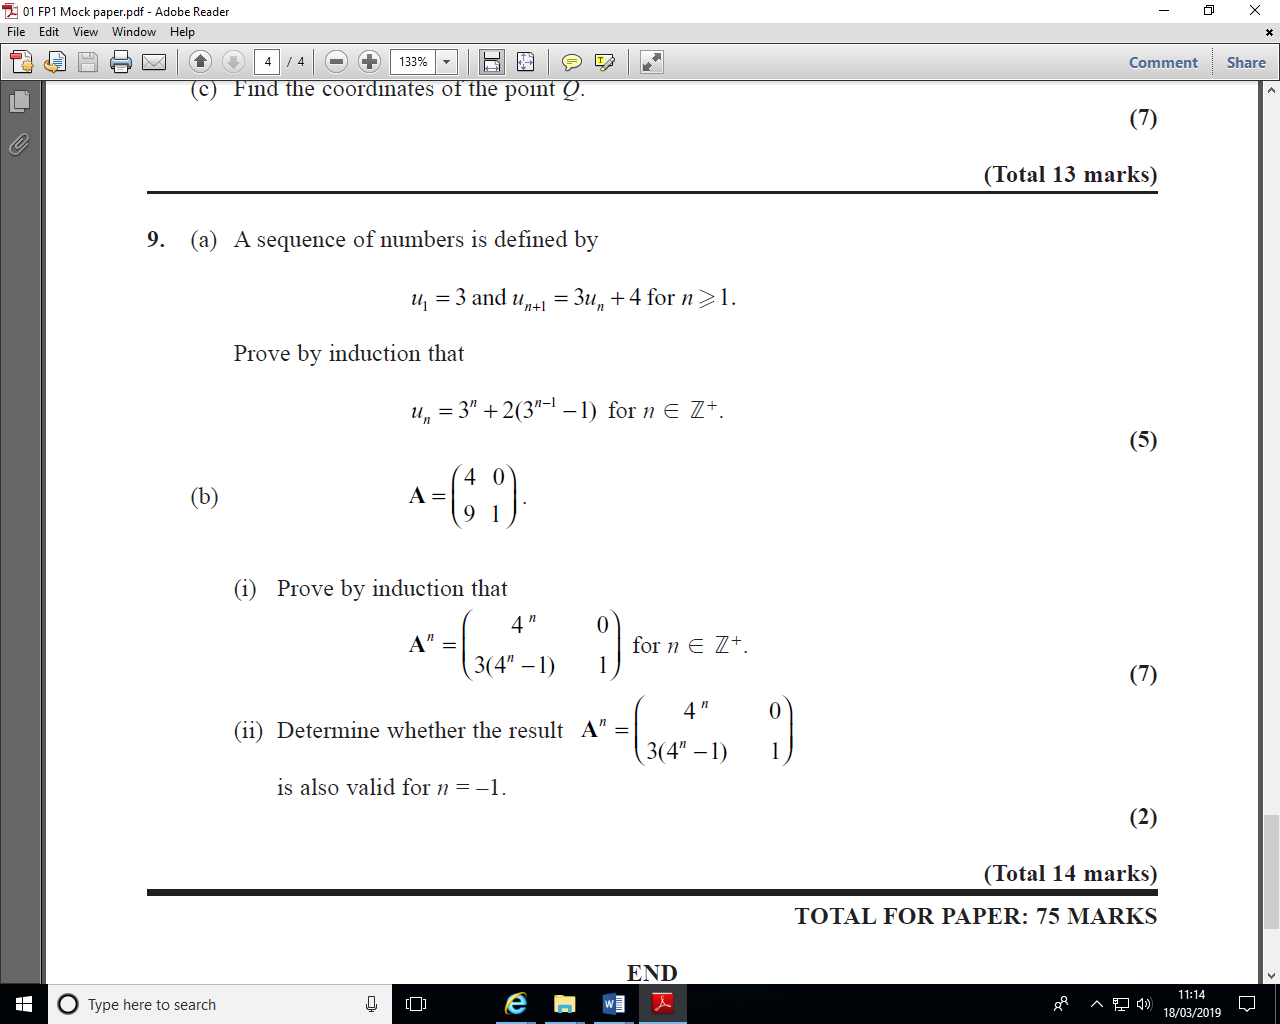 01 FP1 Mock paper.pdf - Adobe Reader
File Edit View Window Help
4 / 4 133% Comment Share
(c) Find the coordinates of the point Q.
(7)
(Total 13 marks)
9. (a) A sequence of numbers is defined by
u₁ = 3 and uₙ₊₁ = 3uₙ + 4 for n ⩾ 1.
Prove by induction that
uₙ = 3ⁿ + 2(3ⁿ⁻¹ − 1) for n ∈ ℤ⁺.
(5)
(b) A = (4 0
9 1).
(i) Prove by induction that
Aⁿ = (4ⁿ 0
3(4ⁿ − 1) 1) for n ∈ ℤ⁺.
(7)
(ii) Determine whether the result Aⁿ = (4ⁿ 0
3(4ⁿ − 1) 1)
is also valid for n = –1.
(2)
(Total 14 marks)
TOTAL FOR PAPER: 75 MARKS
END
Type here to search
11:14
18/03/2019